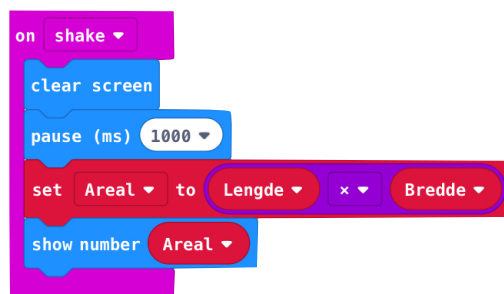 on shake
clear screen
pause (ms) 1000
set Areal to Lengde × Bredde
show number Areal